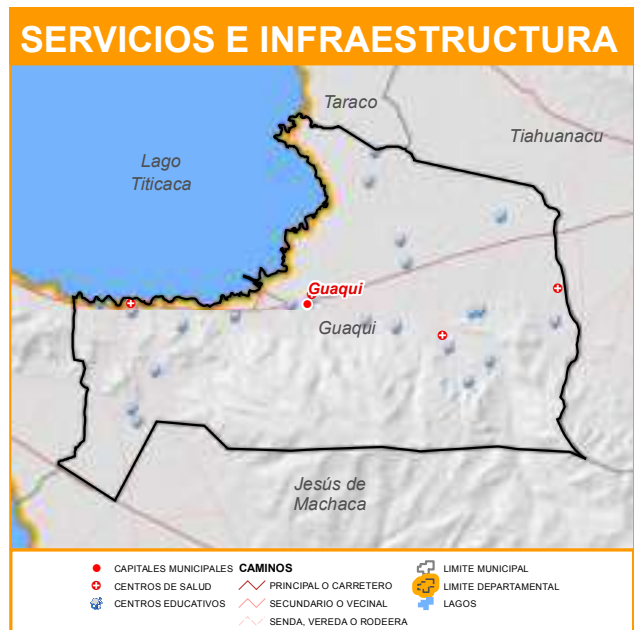 SERVICIOS E INFRAESTRUCTURA
Taraco
Tiahuanacu
Lago
Titicaca
Guaqui
Guaqui
Jesús de
Machaca
CAPITALES MUNICIPALES
CENTROS DE SALUD
CENTROS EDUCATIVOS
CAMINOS
PRINCIPAL O CARRETERO
SECUNDARIO O VECINAL
SENDA, VEREDA O RODEERA
LIMITE MUNICIPAL
LIMITE DEPARTAMENTAL
LAGOS